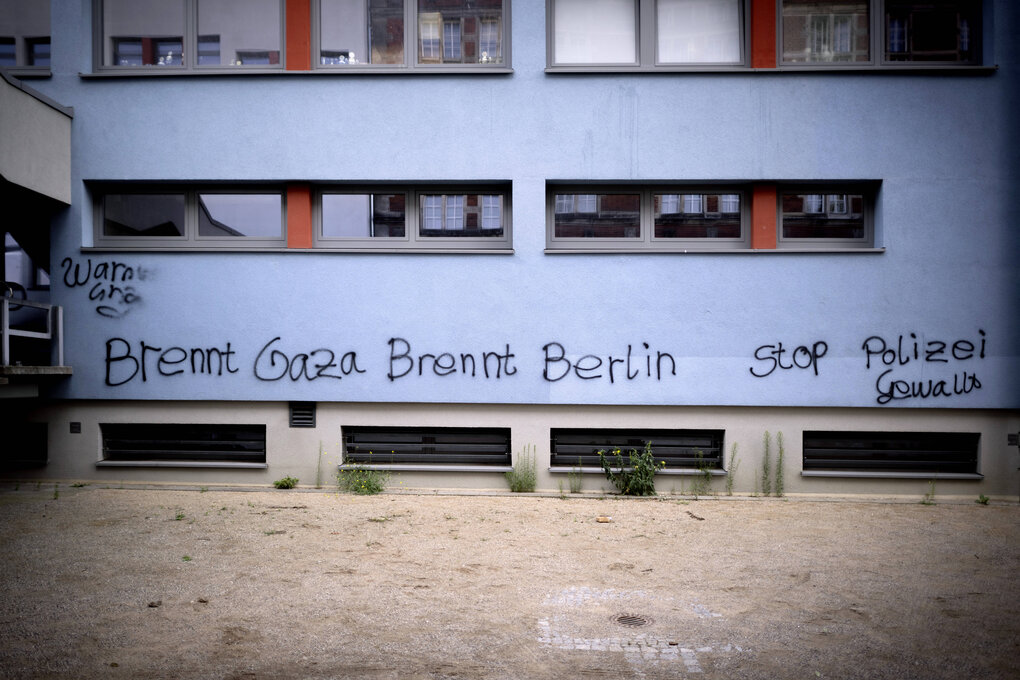 Brennt Gaza Brennt Berlin
Stop Polizei
Gewalt